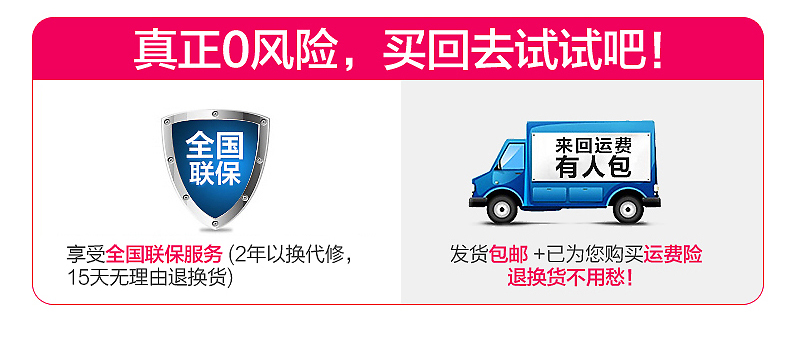 真正0风险，买回去试试吧！
全国
联保
享受全国联保服务 (2年以换代修，
15天无理由退换货)
来回运费
有人包
发货包邮 +已为您购买运费险
退换货不用愁！